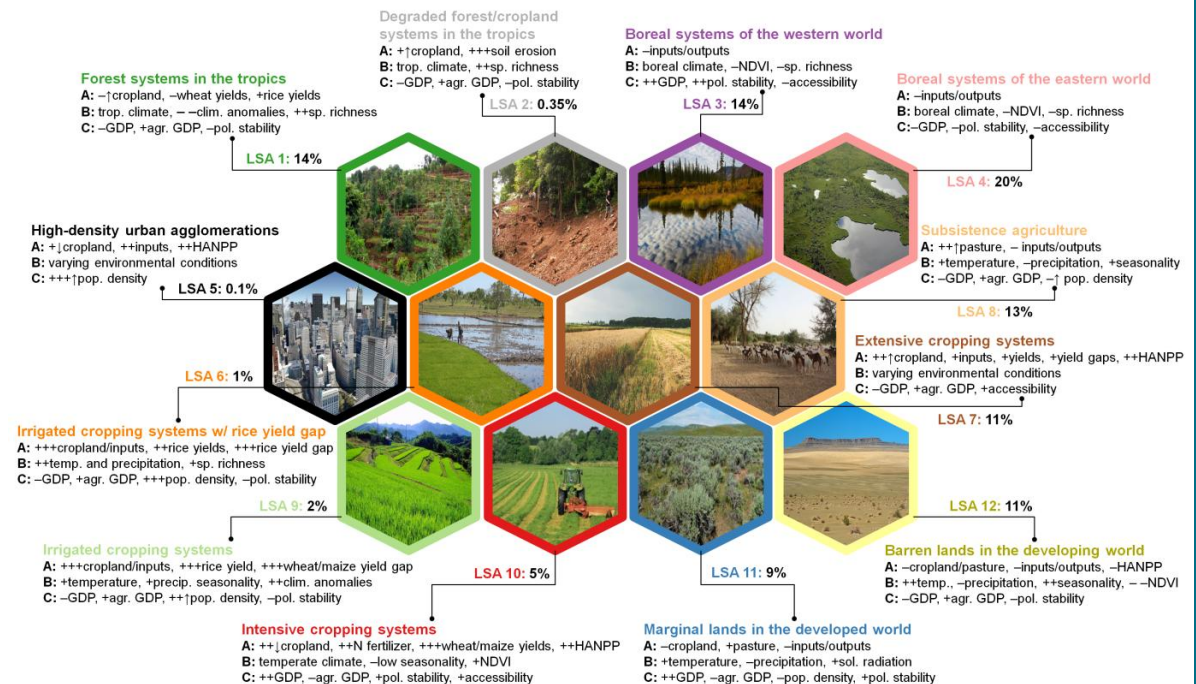 Degraded forest/cropland
systems in the tropics
A: +↑cropland, +++soil erosion
B: trop. climate, ++sp. richness
C: –GDP, +agr. GDP, –pol. stability
LSA 2: 0.35%
Boreal systems of the western world
A: –inputs/outputs
B: boreal climate, –NDVI, –sp. richness
C: ++GDP, ++pol. stability, –accessibility
LSA 3: 14%
Forest systems in the tropics
A: –↑cropland, –wheat yields, +rice yields
B: trop. climate, – –clim. anomalies, ++sp. richness
C: –GDP, +agr. GDP, –pol. stability
LSA 1: 14%
Boreal systems of the eastern world
A: –inputs/outputs
B: boreal climate, –NDVI, –sp. richness
C:–GDP, –pol. stability, –accessibility
LSA 4: 20%
High-density urban agglomerations
A: +↓cropland, ++inputs, ++HANPP
B: varying environmental conditions
C: +++↑pop. density
LSA 5: 0.1%
Subsistence agriculture
A: ++↑pasture, – inputs/outputs
B: +temperature, –precipitation, +seasonality
C: –GDP, +agr. GDP, –↑ pop. density
LSA 8: 13%
Extensive cropping systems
A: ++↑cropland, +inputs, +yields, +yield gaps, ++HANPP
B: varying environmental conditions
C: –GDP, +agr. GDP, +accessibility
LSA 7: 11%
LSA 6: 1%
Irrigated cropping systems w/ rice yield gap
A: +++cropland/inputs, ++rice yields, +++rice yield gap
B: ++temp. and precipitation, +sp. richness
C: –GDP, +agr. GDP, +++pop. density, –pol. stability
LSA 9: 2%
Irrigated cropping systems
A: +++cropland/inputs, +++rice yield, +++wheat/maize yield gap
B: +temperature, +precip. seasonality, ++clim. anomalies
C: –GDP, +agr. GDP, ++↑pop. density, –pol. stability
LSA 12: 11%
Barren lands in the developing world
A: –cropland/pasture, –inputs/outputs, –HANPP
B: ++temp., –precipitation, ++seasonality, – –NDVI
C: –GDP, +agr. GDP, –pol. stability
LSA 10: 5%
Intensive cropping systems
A: ++↓cropland, ++N fertilizer, +++wheat/maize yields, ++HANPP
B: temperate climate, –low seasonality, +NDVI
C: ++GDP, –agr. GDP, +pol. stability, +accessibility
LSA 11: 9%
Marginal lands in the developed world
A: –cropland, +pasture, –inputs/outputs
B: +temperature, –precipitation, +sol. radiation
C: ++GDP, –agr. GDP, –pop. density, +pol. stability